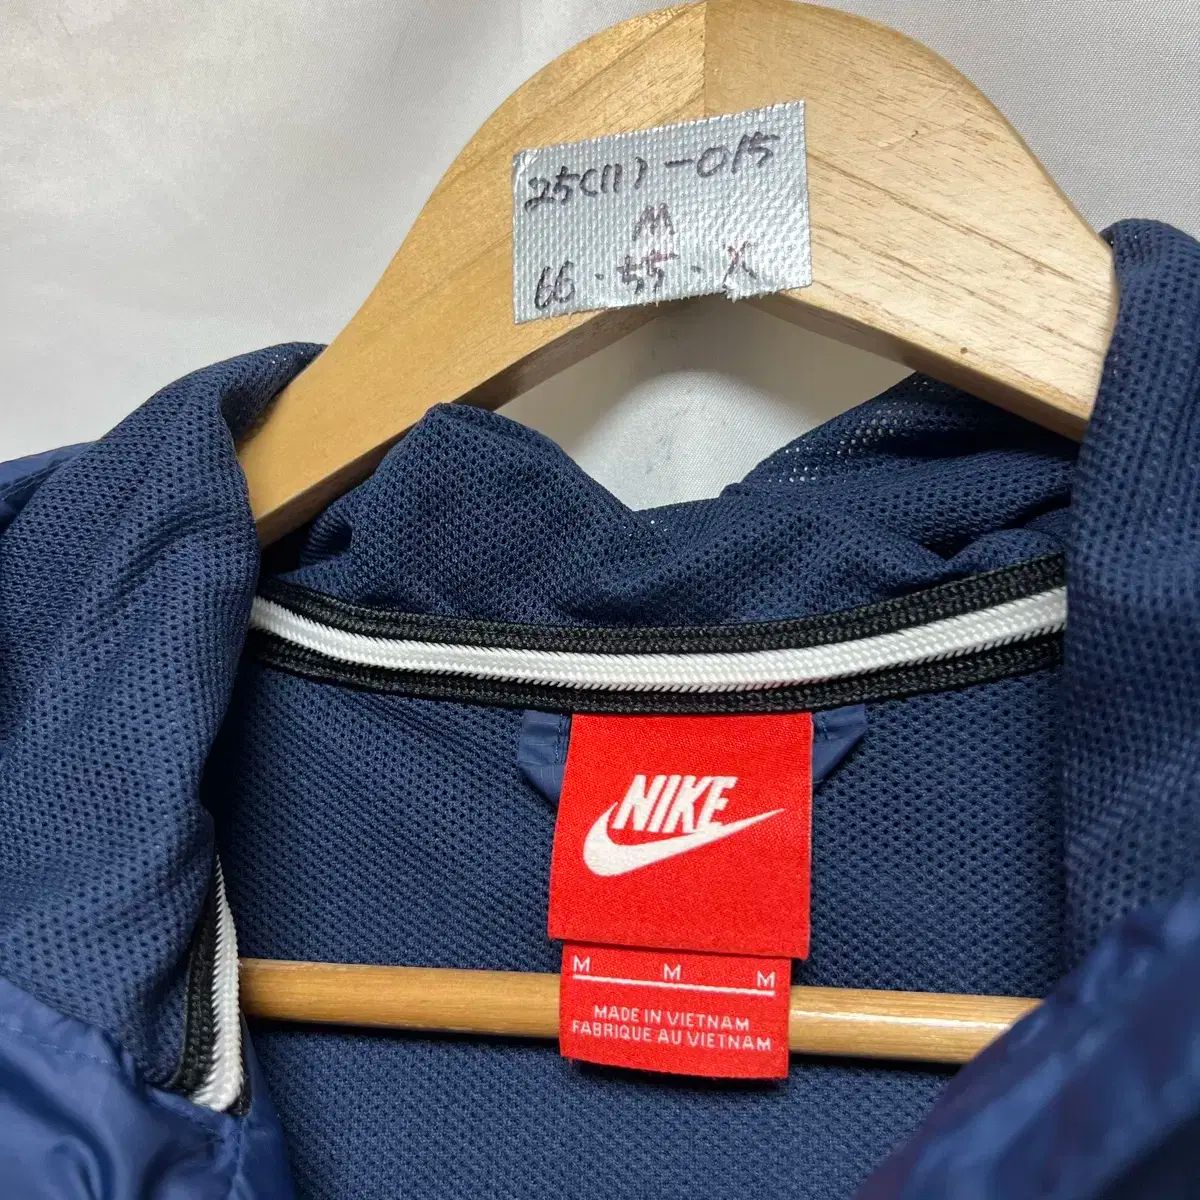 25(11)-015
M
66.55.X
NIKE
M M M
MADE IN VIETNAM
FABRIQUE AU VIETNAM